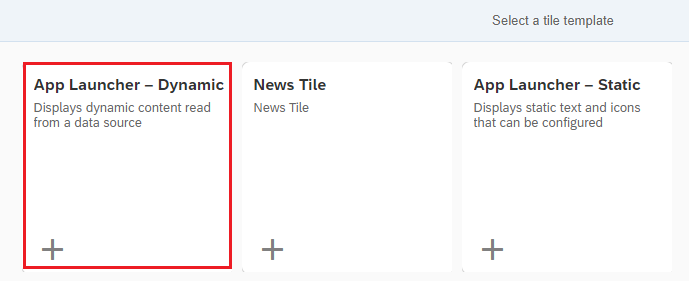 Select a tile template
App Launcher – Dynamic
Displays dynamic content read
from a data source
News Tile
News Tile
App Launcher – Static
Displays static text and icons
that can be configured